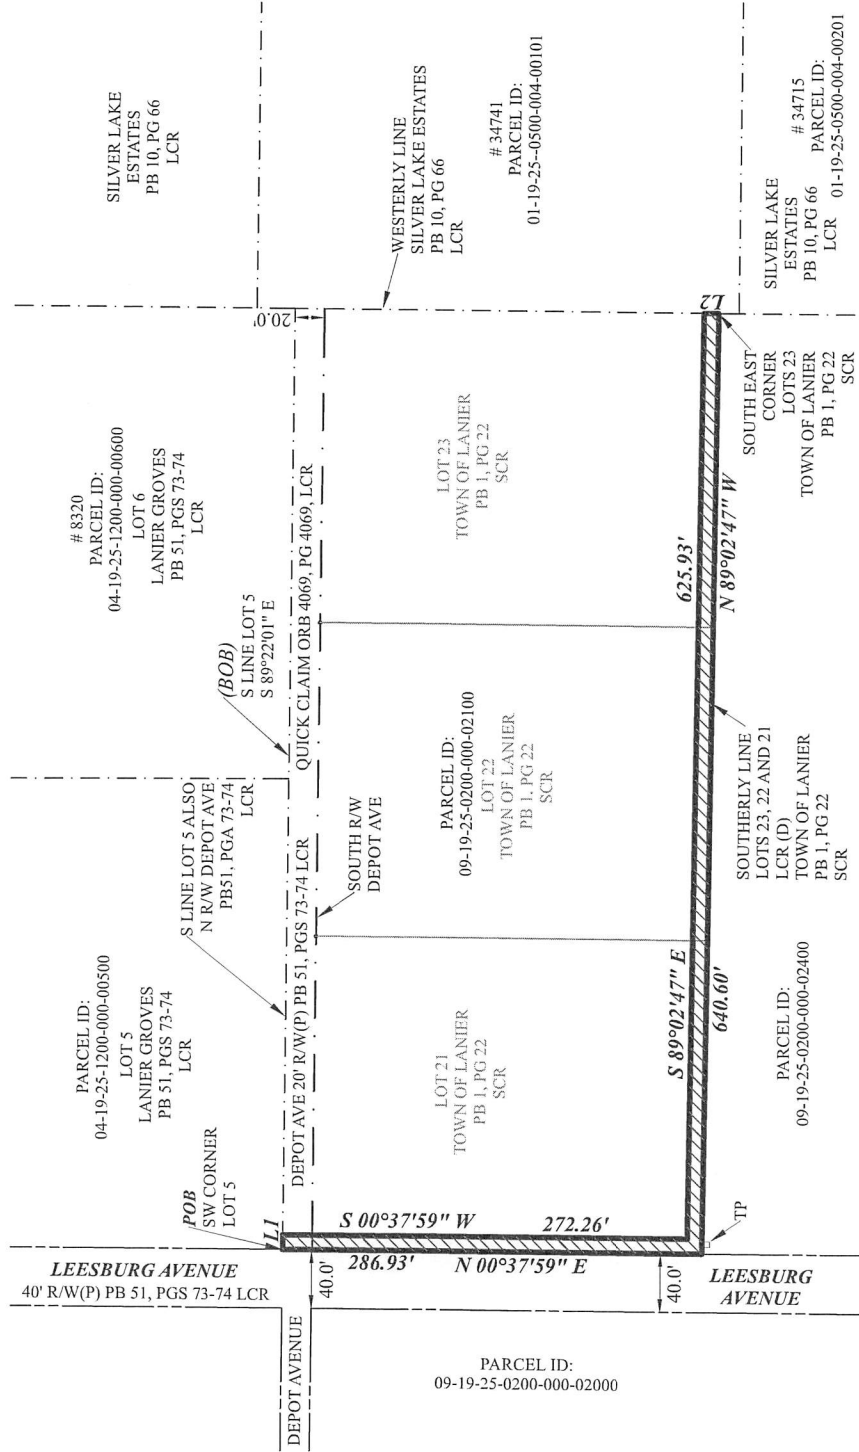 SILVER LAKE
ESTATES
PB 10, PG 66
LCR
WESTERLY LINE
SILVER LAKE ESTATES
PB 10, PG 66
LCR
# 34741
PARCEL ID:
01-19-25--0500-004-00101
# 34715
PARCEL ID:
01-19-25-0500-004-00201
SILVER LAKE
ESTATES
PB 10, PG 66
LCR
# 8320
PARCEL ID:
04-19-25-1200-000-00600
LOT 6
LANIER GROVES
PB 51, PGS 73-74
LCR
20.0'
(BOB)
S LINE LOT 5
S 89°22'01" E
QUICK CLAIM ORB 4069, PG 4069, LCR
LOT 23
TOWN OF LANIER
PB 1, PG 22
SCR
625.93'
N 89°02'47" W
L2
SOUTH EAST
CORNER
LOTS 23
TOWN OF LANIER
PB 1, PG 22
SCR
S LINE LOT 5 ALSO
N R/W DEPOT AVE
PB51, PGA 73-74
LCR
SOUTH R/W
DEPOT AVE
PARCEL ID:
09-19-25-0200-000-02100
LOT 22
TOWN OF LANIER
PB 1, PG 22
SCR
SOUTHERLY LINE
LOTS 23, 22 AND 21
LCR (D)
TOWN OF LANIER
PB 1, PG 22
SCR
PARCEL ID:
04-19-25-1200-000-00500
LOT 5
LANIER GROVES
PB 51, PGS 73-74
LCR
POB
SW CORNER
LOT 5
DEPOT AVE 20' R/W(P) PB 51, PGS 73-74 LCR
LOT 21
TOWN OF LANIER
PB 1, PG 22
SCR
S 89°02'47" E
640.60'
PARCEL ID:
09-19-25-0200-000-02400
L1
S 00°37'59" W
272.26'
286.93'
N 00°37'59" E
TP
LEESBURG AVENUE
40' R/W(P) PB 51, PGS 73-74 LCR
40.0'
40.0'
LEESBURG
AVENUE
DEPOT AVENUE
PARCEL ID:
09-19-25-0200-000-02000